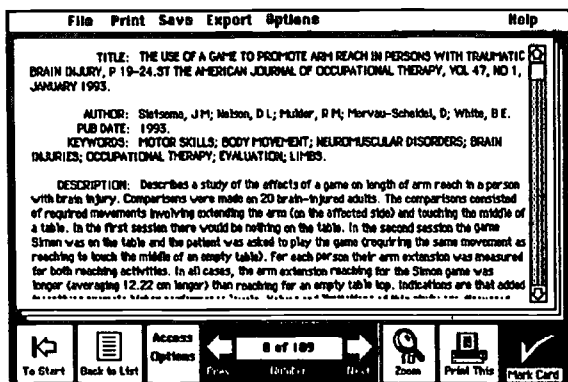 File Print Save Export Options Help
TITLE: THE USE OF A GAME TO PROMOTE ARM REACH IN PERSONS WITH TRAUMATIC
BRAIN INJURY, P 19-24.ST THE AMERICAN JOURNAL OF OCCUPATIONAL THERAPY, VOL 47, NO 1,
JANUARY 1993.
AUTHOR: Sietsema, J M; Nelson, D L; Mulder, R M; Mervau-Scheidel, D; White, B E.
PUB DATE: 1993.
KEYWORDS: MOTOR SKILLS; BODY MOVEMENT; NEUROMUSCULAR DISORDERS; BRAIN
INJURIES; OCCUPATIONAL THERAPY; EVALUATION; LIMBS.
DESCRIPTION: Describes a study of the effects of a game on length of arm reach in a person
with brain injury. Comparisons were made on 20 brain-injured adults. The comparisons consisted
of required movements involving extending the arm (on the affected side) and touching the middle of
a table. In the first session there would be nothing on the table. In the second session the game
Simon was on the table and the patient was asked to play the game (requiring the same movement as
reaching to touch the middle of an empty table). For each person their arm extension was measured
for both reaching activities. In all cases, the arm extension reaching for the Simon game was
longer (averaging 12.22 cm longer) than reaching for an empty table top. Indications are that added
To Start
Back to List
Access
Options
8 of 189
Prev Number Next
Zoom
Print This
Mark Card